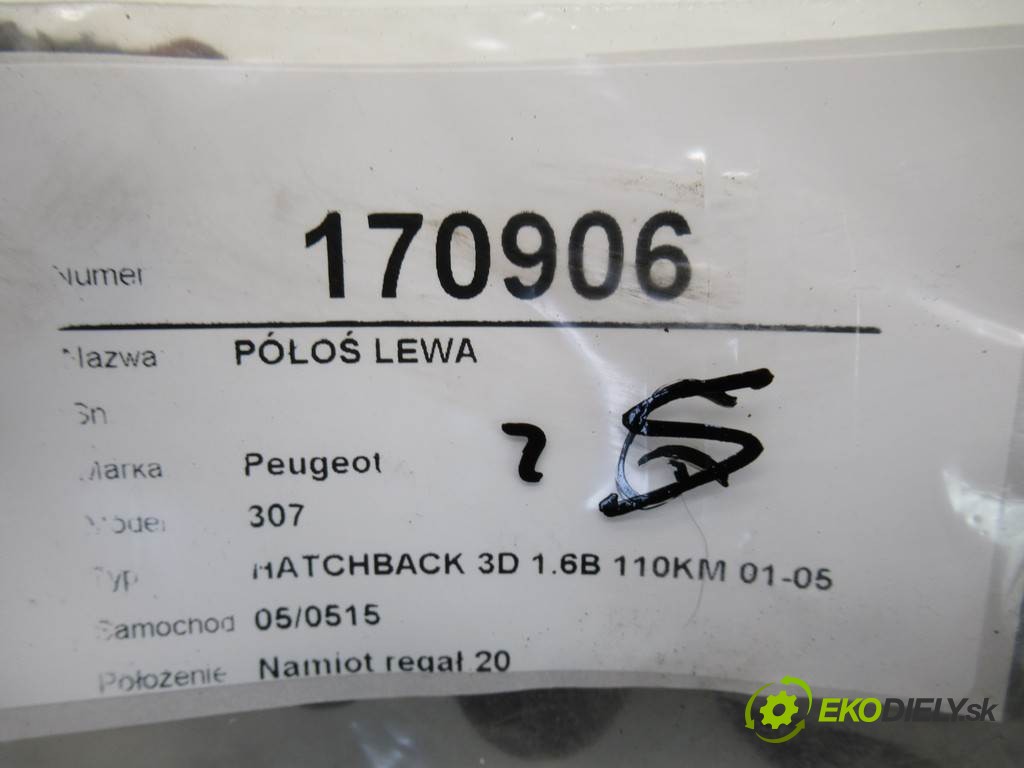 Numer 170906
Nazwa PÓŁOŚ LEWA
Sn
Marka Peugeot
Model 307
Typ HATCHBACK 3D 1.6B 110KM 01-05
Samochod 05/0515
Położenie Namiot regał 20
EKODIELY.sk